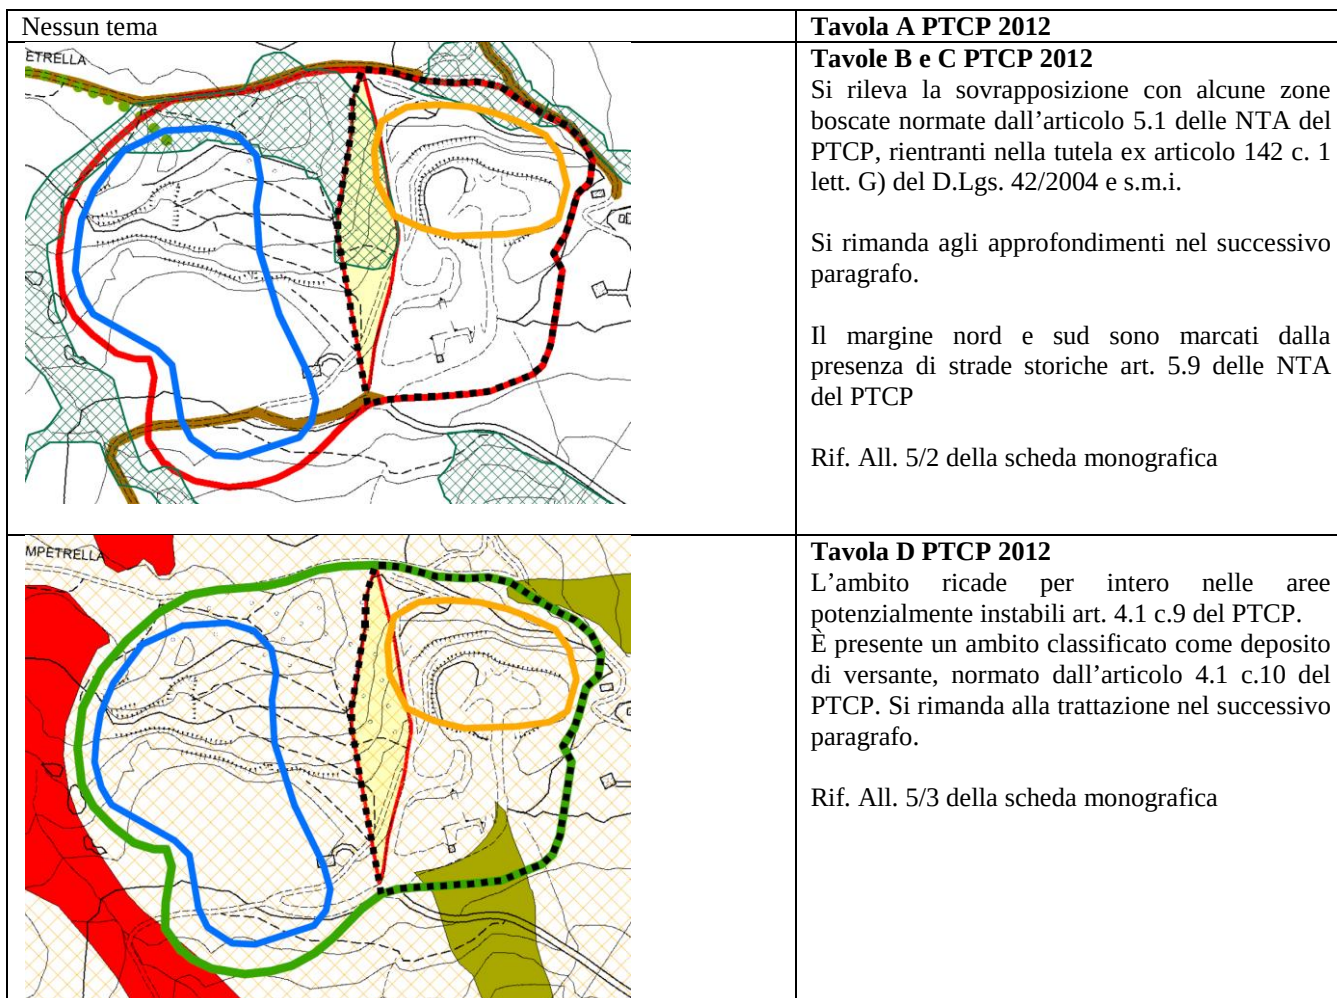 Nessun tema
Tavola A PTCP 2012
ETRELLA
Tavole B e C PTCP 2012
Si rileva la sovrapposizione con alcune zone
boscate normate dall’articolo 5.1 delle NTA del
PTCP, rientranti nella tutela ex articolo 142 c. 1
lett. G) del D.Lgs. 42/2004 e s.m.i.
Si rimanda agli approfondimenti nel successivo
paragrafo.
Il margine nord e sud sono marcati dalla
presenza di strade storiche art. 5.9 delle NTA
del PTCP
Rif. All. 5/2 della scheda monografica
MPETRELLA
Tavola D PTCP 2012
L’ambito ricade per intero nelle aree
potenzialmente instabili art. 4.1 c.9 del PTCP.
È presente un ambito classificato come deposito
di versante, normato dall’articolo 4.1 c.10 del
PTCP. Si rimanda alla trattazione nel successivo
paragrafo.
Rif. All. 5/3 della scheda monografica